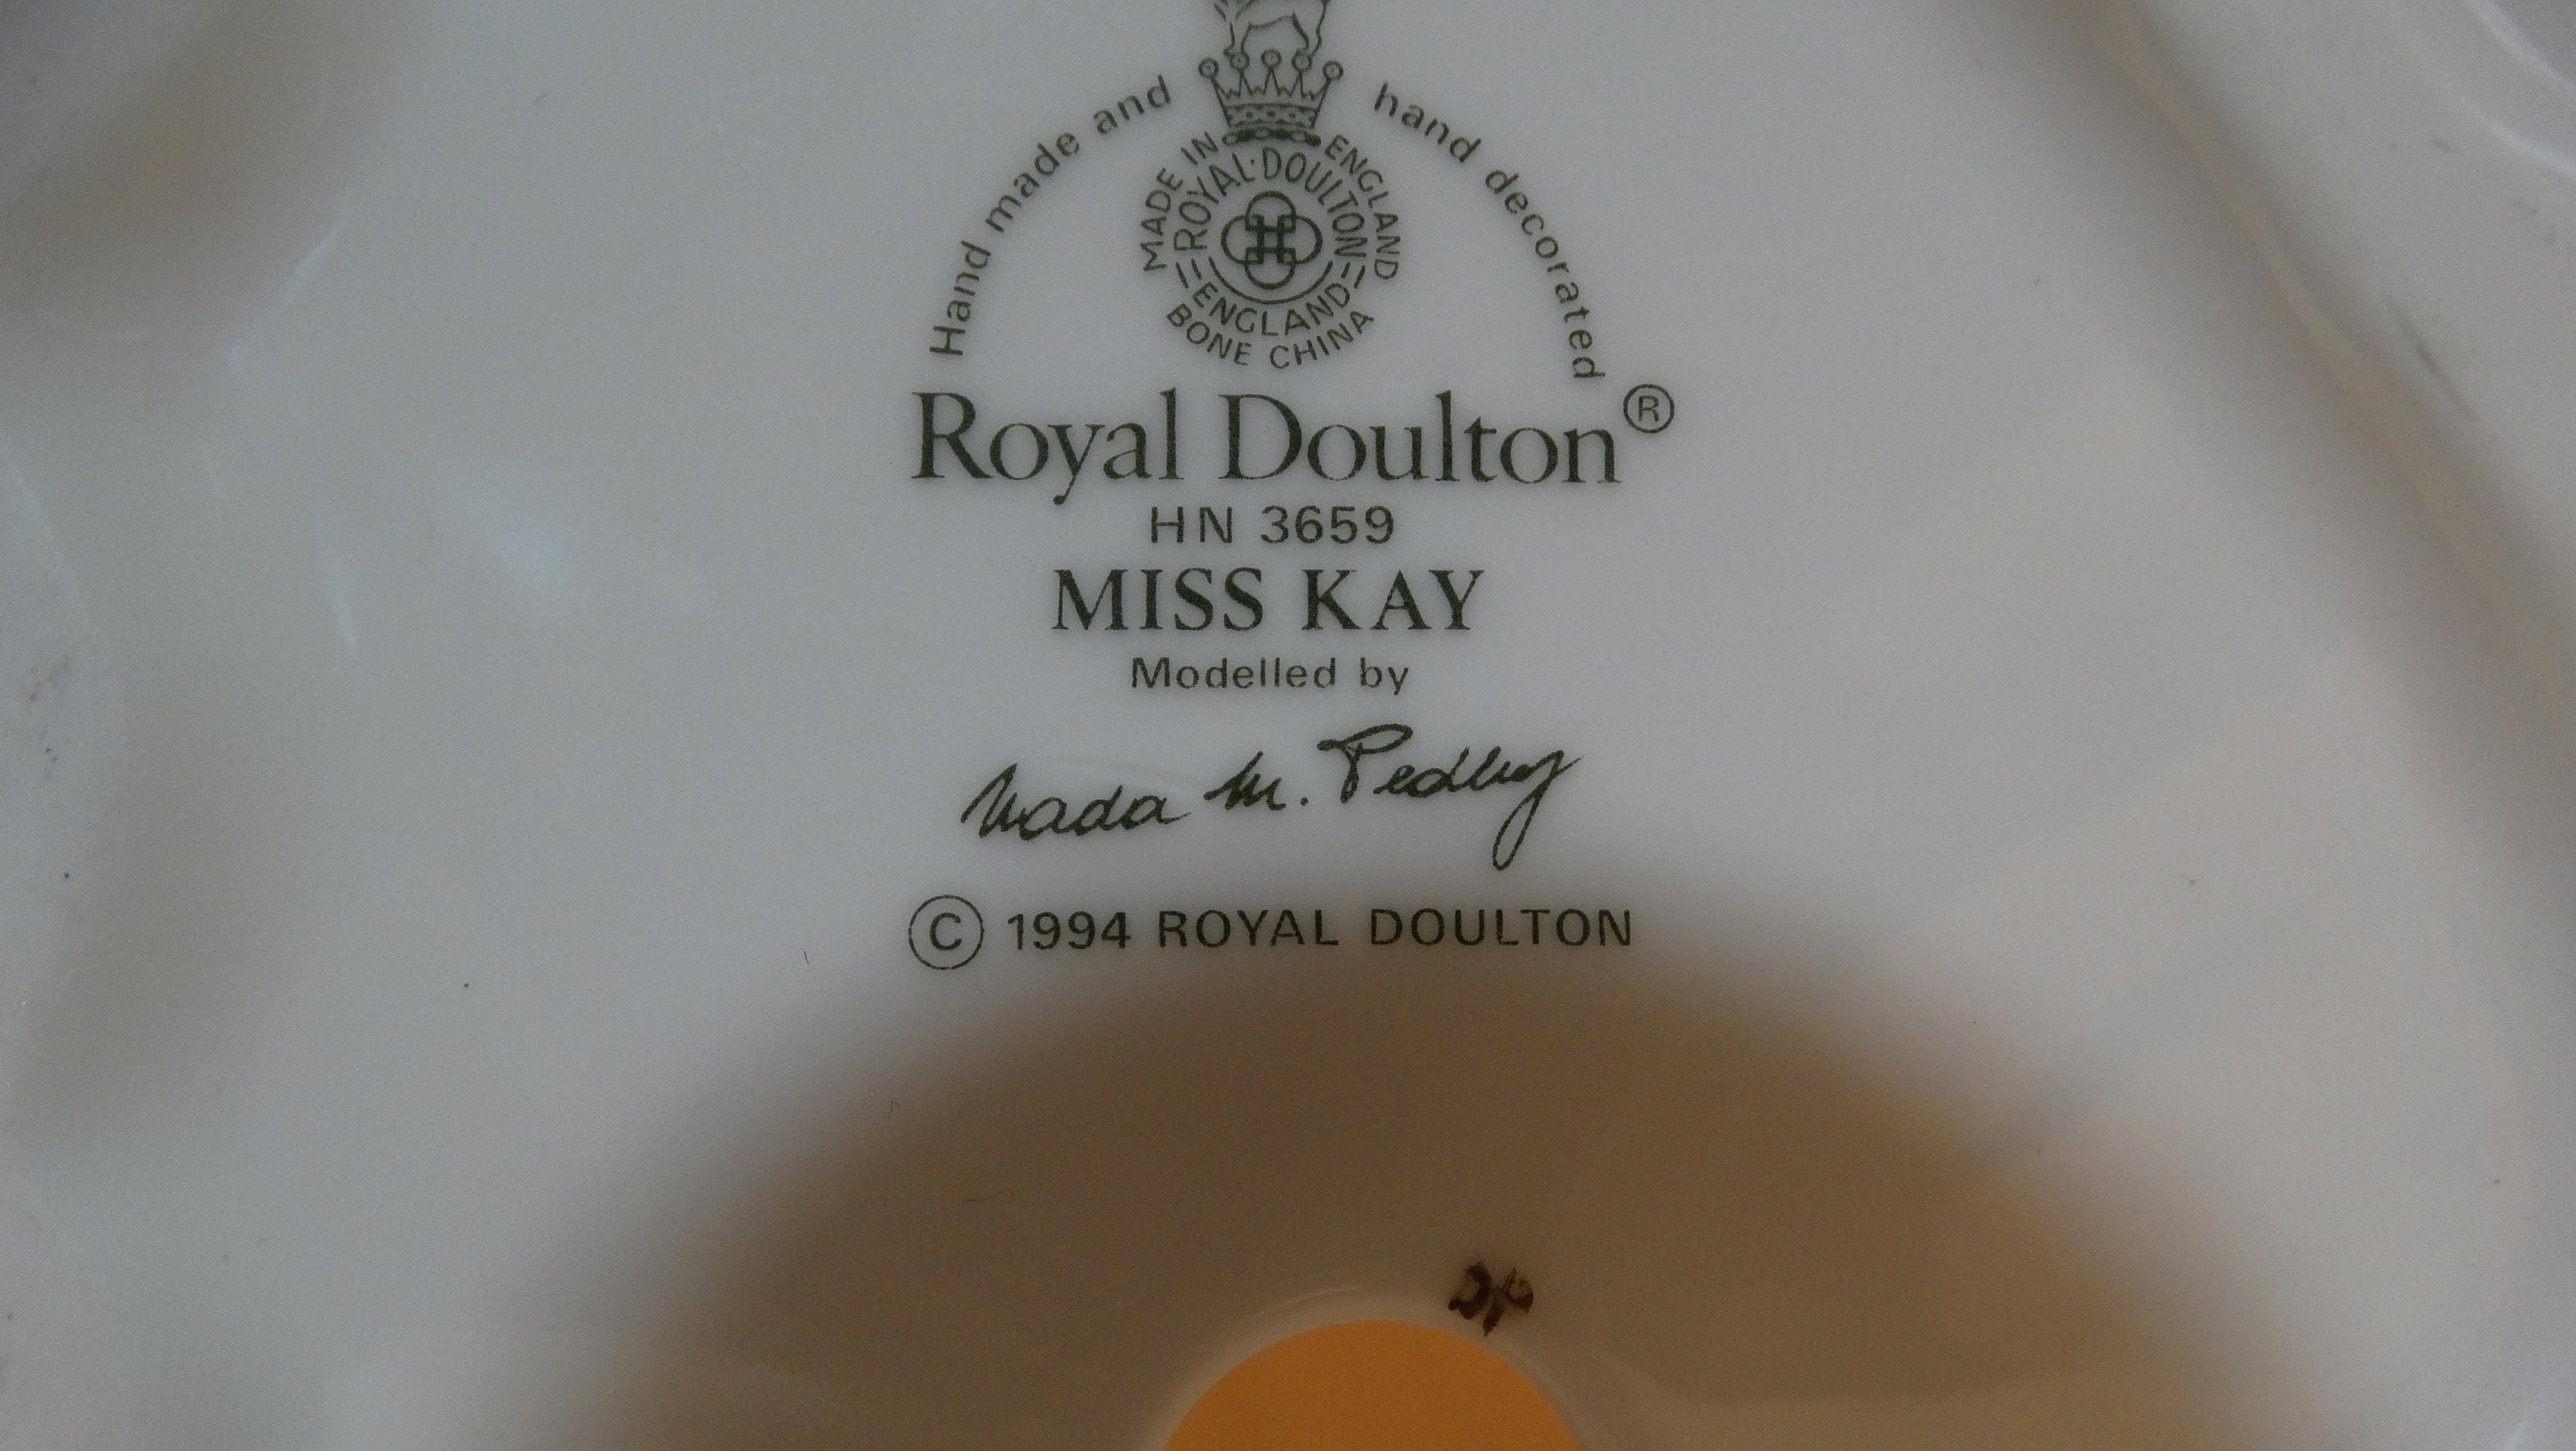 Hand made and hand decorated
MADE IN ENGLAND
ROYAL·DOULTON
ENGLAND
BONE CHINA
Royal Doulton®
HN 3659
MISS KAY
Modelled by
Nada M. Pedley
© 1994 ROYAL DOULTON